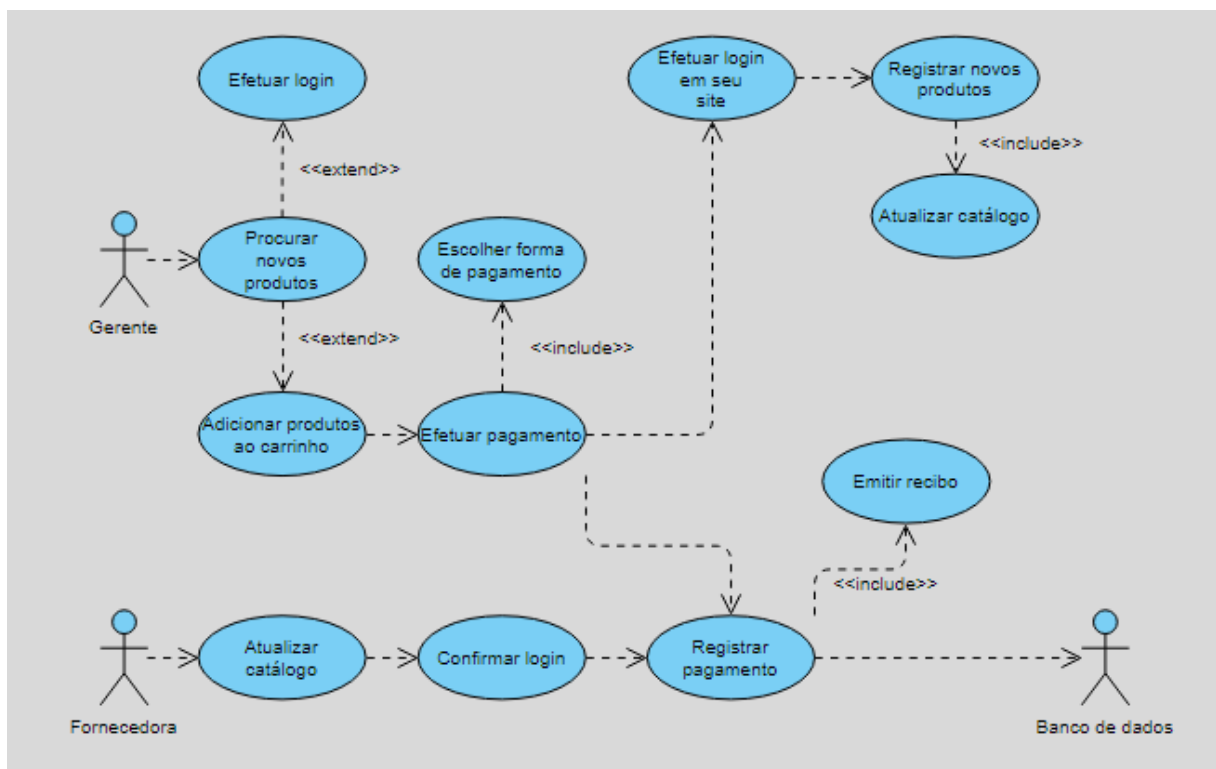 Efetuar login
Efetuar login
em seu
site
Registrar novos
produtos
<<include>>
<<extend>>
Atualizar catálogo
Procurar
novos
produtos
Escolher forma
de pagamento
Gerente
<<extend>>
<<include>>
Adicionar produtos
ao carrinho
Efetuar pagamento
Emitir recibo
<<include>>
Atualizar
catálogo
Confirmar login
Registrar
pagamento
Fornecedora
Banco de dados